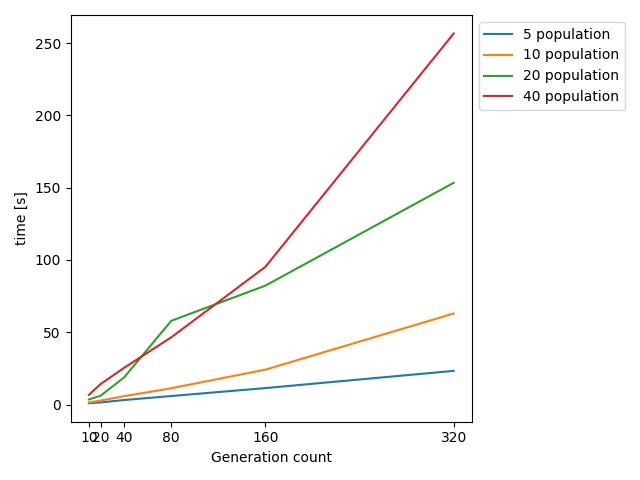 5 population
10 population
20 population
40 population
250
200
150
100
50
0
time [s]
10 20 40 80 160 320
Generation count